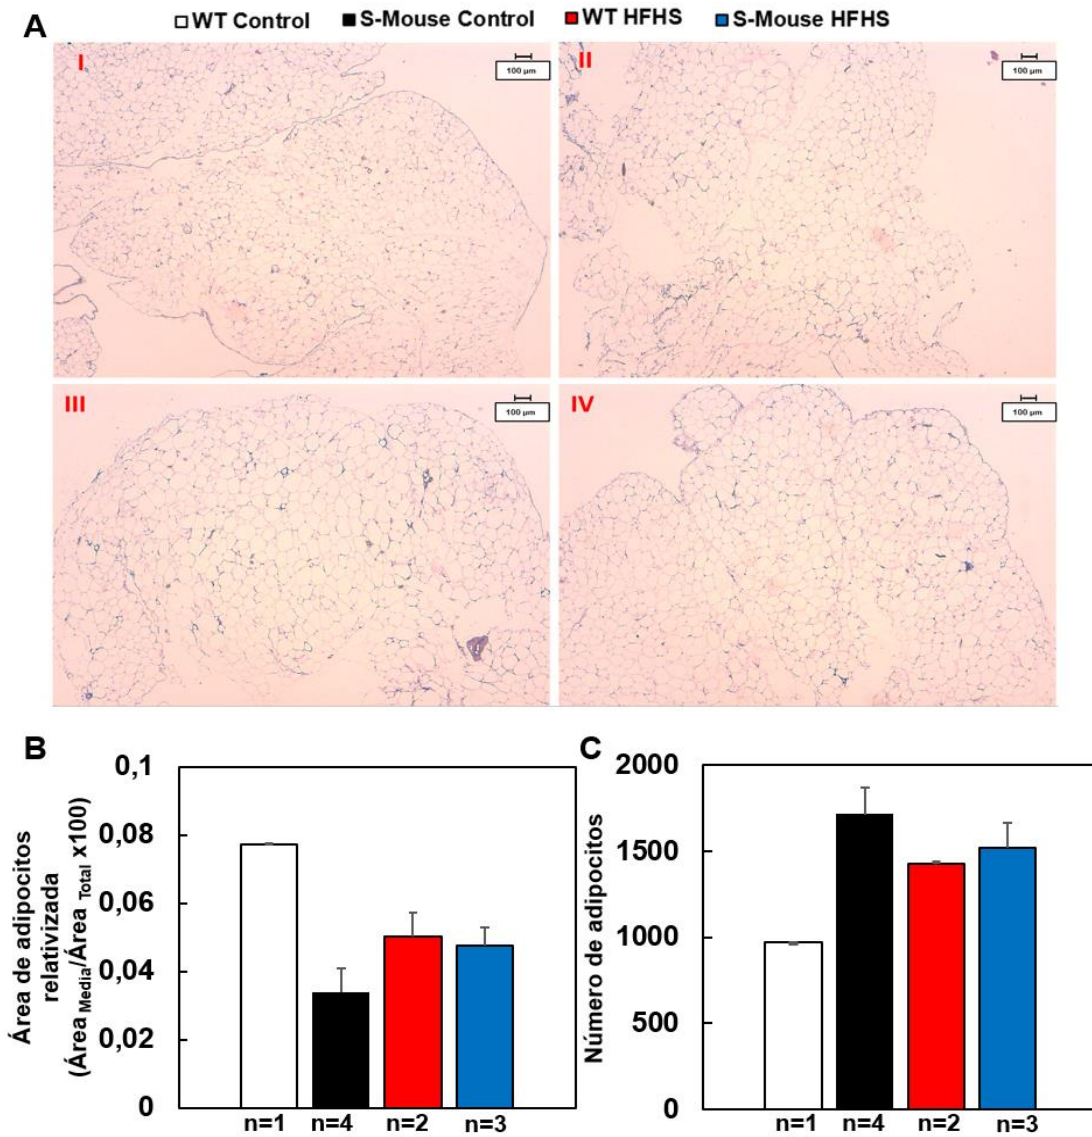 WT Control S-Mouse Control WT HFHS S-Mouse HFHS
A
I
100 µm
II
100 µm
III
100 µm
IV
100 µm
B
Área de adipocitos
relativizada
(Área Media/Área Total x100)
0,1
0,08
0,06
0,04
0,02
0
n=1 n=4 n=2 n=3
C
Número de adipocitos
2000
1500
1000
500
0
n=1 n=4 n=2 n=3